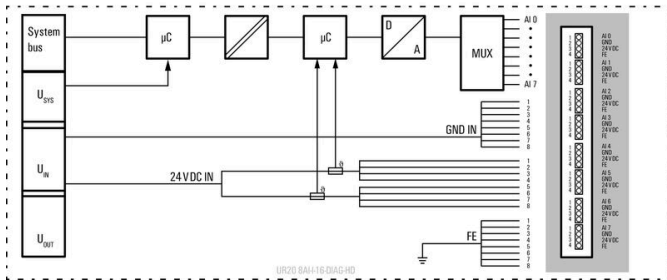 System
bus
µC
µC
D
A
MUX
AI 0
AI 7
U SYS
U IN
U OUT
GND IN
1
2
3
4
5
6
7
8
24 V DC IN
1
2
3
4
5
6
7
8
FE
1
2
3
4
5
6
7
8
UR20 8AI-I-16-DIAG-HD
AI 0
GND
24 V DC
FE
AI 1
GND
24 V DC
FE
AI 2
GND
24 V DC
FE
AI 3
GND
24 V DC
FE
AI 4
GND
24 V DC
FE
AI 5
GND
24 V DC
FE
AI 6
GND
24 V DC
FE
AI 7
GND
24 V DC
FE